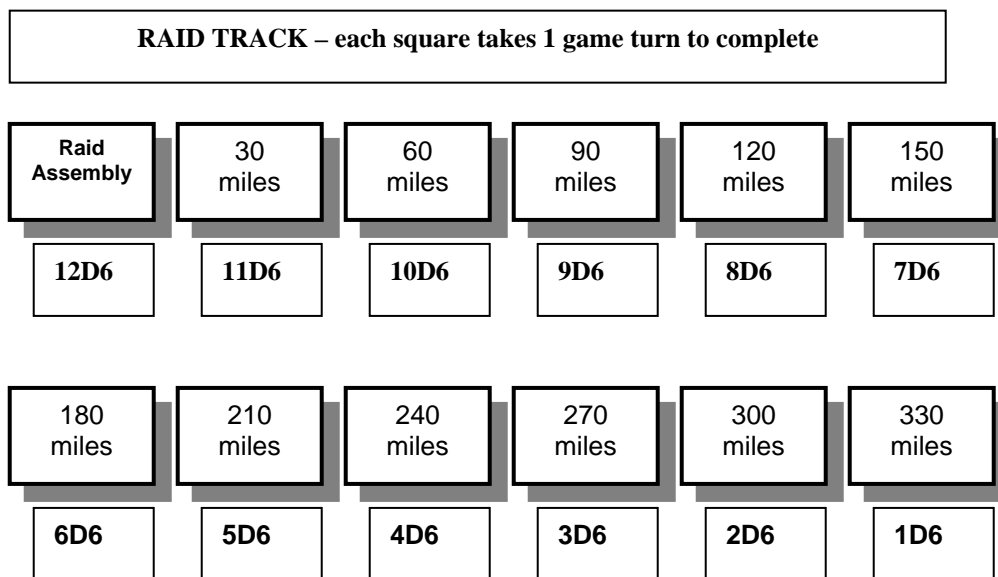 RAID TRACK – each square takes 1 game turn to complete
Raid
Assembly
30
miles
60
miles
90
miles
120
miles
150
miles
12D6
11D6
10D6
9D6
8D6
7D6
180
miles
210
miles
240
miles
270
miles
300
miles
330
miles
6D6
5D6
4D6
3D6
2D6
1D6